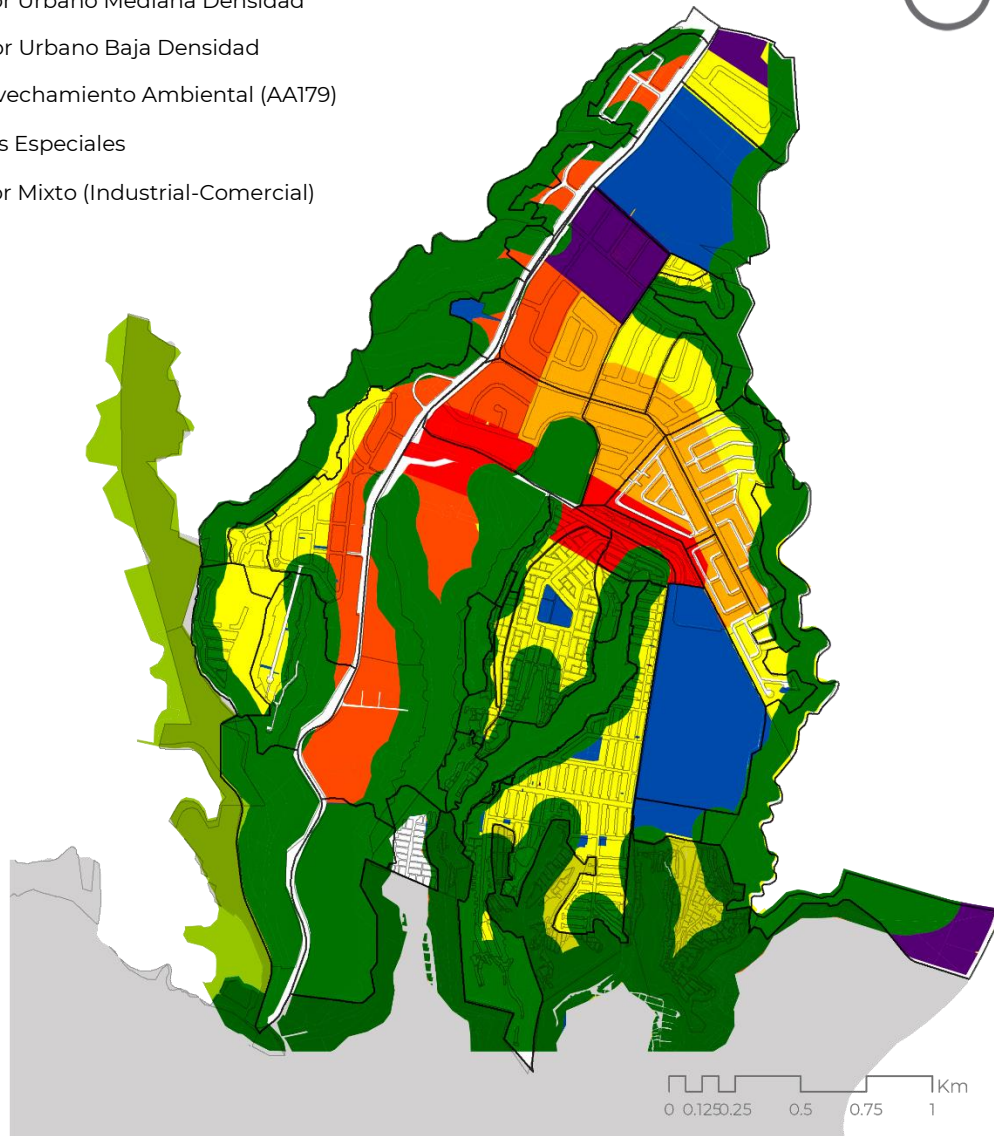 or Urbano Mediana Densidad
or Urbano Baja Densidad
vechamiento Ambiental (AA179)
s Especiales
or Mixto (Industrial-Comercial)
Km
0 0.125 0.25 0.5 0.75 1